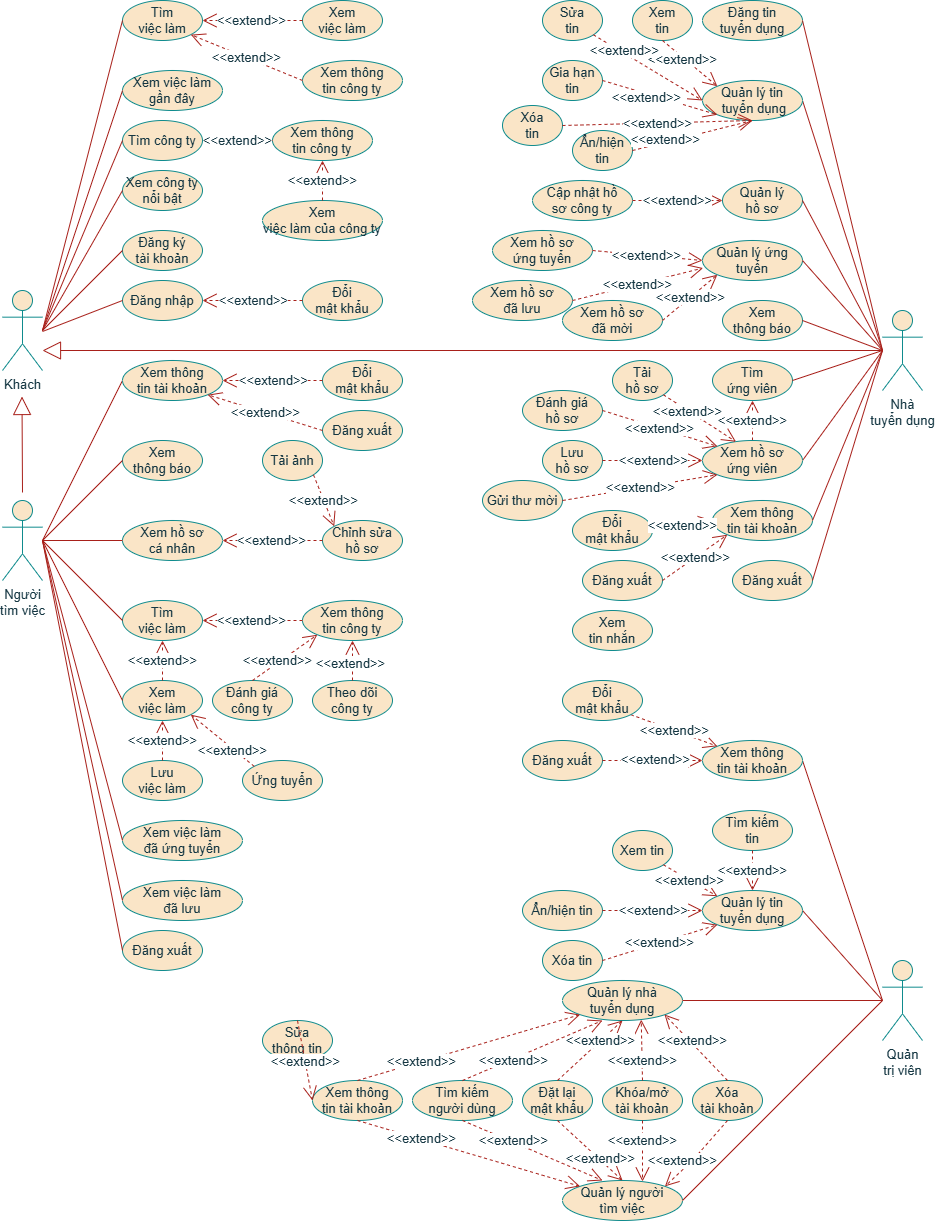 Tìm
việc làm
<<extend>>
Xem
việc làm
<<extend>>
Xem thông
tin công ty
Xem việc làm
gần đây
Tìm công ty
<<extend>>
Xem thông
tin công ty
<<extend>>
Xem
việc làm của công ty
Xem công ty
nổi bật
Đăng ký
tài khoản
Đăng nhập
<<extend>>
Đổi
mật khẩu
Khách
Sửa
tin
<<extend>>
Xem
tin
<<extend>>
Đăng tin
tuyển dụng
Gia hạn
tin
<<extend>>
Quản lý tin
tuyển dụng
Xóa
tin
<<extend>>
Ẩn/hiện
tin
<<extend>>
Cập nhật hồ
sơ công ty
<<extend>>
Quản lý
hồ sơ
Xem hồ sơ
ứng tuyển
<<extend>>
Quản lý ứng
tuyển
Xem hồ sơ
đã lưu
<<extend>>
Xem hồ sơ
đã mời
<<extend>>
Xem
thông báo
Nhà
tuyển dụng
Tải
hồ sơ
<<extend>>
Tìm
ứng viên
<<extend>>
Đánh giá
hồ sơ
<<extend>>
Lưu
hồ sơ
<<extend>>
Xem hồ sơ
ứng viên
Gửi thư mời
<<extend>>
Đổi
mật khẩu
<<extend>>
Xem thông
tin tài khoản
<<extend>>
Đăng xuất
Đăng xuất
Xem
tin nhắn
Xem thông
tin tài khoản
<<extend>>
Đổi
mật khẩu
<<extend>>
Đăng xuất
Xem
thông báo
Tải ảnh
<<extend>>
Xem hồ sơ
cá nhân
<<extend>>
Chỉnh sửa
hồ sơ
Người
tìm việc
Tìm
việc làm
<<extend>>
Xem thông
tin công ty
<<extend>>
<<extend>>
<<extend>>
Xem
việc làm
Đánh giá
công ty
Theo dõi
công ty
<<extend>>
<<extend>>
Lưu
việc làm
Ứng tuyển
Xem việc làm
đã ứng tuyển
Xem việc làm
đã lưu
Đăng xuất
Đổi
mật khẩu
<<extend>>
Đăng xuất
<<extend>>
Xem thông
tin tài khoản
Tìm kiếm
tin
<<extend>>
Xem tin
<<extend>>
Ẩn/hiện tin
<<extend>>
Quản lý tin
tuyển dụng
Xóa tin
<<extend>>
Quản lý nhà
tuyển dụng
Quản
trị viên
Sửa
thông tin
<<extend>>
<<extend>>
<<extend>>
<<extend>>
<<extend>>
<<extend>>
Xem thông
tin tài khoản
Tìm kiếm
người dùng
Đặt lại
mật khẩu
Khóa/mở
tài khoản
Xóa
tài khoản
<<extend>>
<<extend>>
<<extend>>
<<extend>>
<<extend>>
Quản lý người
tìm việc